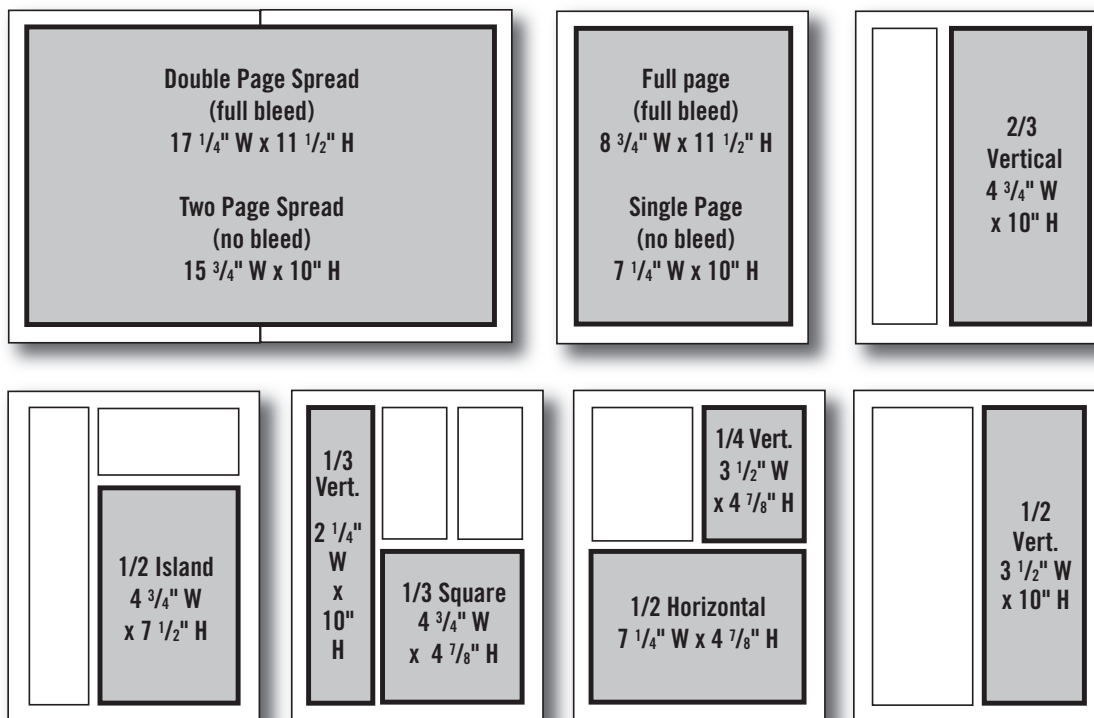 Double Page Spread
(full bleed)
17 1/4" W x 11 1/2" H
Two Page Spread
(no bleed)
15 3/4" W x 10" H
Full page
(full bleed)
8 3/4" W x 11 1/2" H
Single Page
(no bleed)
7 1/4" W x 10" H
2/3
Vertical
4 3/4" W
x 10" H
1/2 Island
4 3/4" W
x 7 1/2" H
1/3
Vert.
2 1/4"
W
x
10"
H
1/3 Square
4 3/4" W
x 4 7/8" H
1/4 Vert.
3 1/2" W
x 4 7/8" H
1/2 Horizontal
7 1/4" W x 4 7/8" H
1/2
Vert.
3 1/2" W
x 10" H